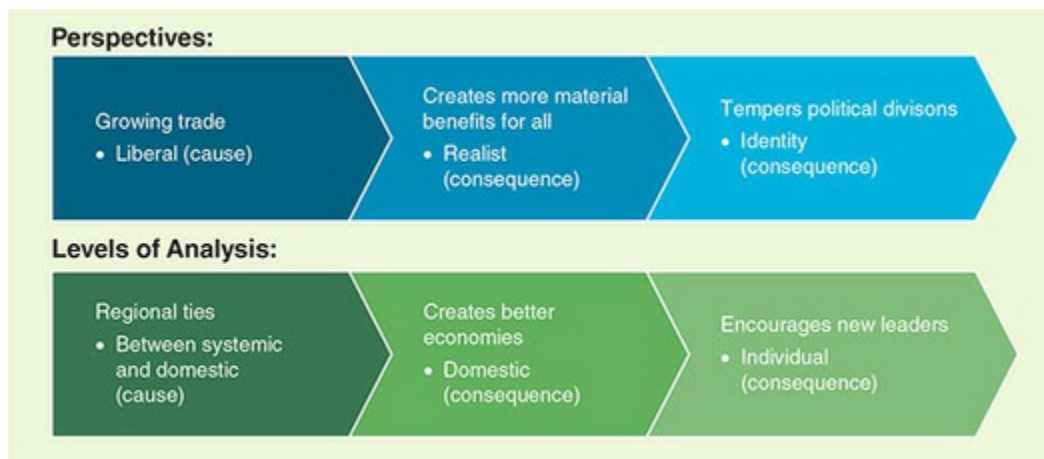 Perspectives:
Growing trade
• Liberal (cause)
Creates more material
benefits for all
• Realist
(consequence)
Tempers political divisons
• Identity
(consequence)
Levels of Analysis:
Regional ties
• Between systemic
and domestic
(cause)
Creates better
economies
• Domestic
(consequence)
Encourages new leaders
• Individual
(consequence)